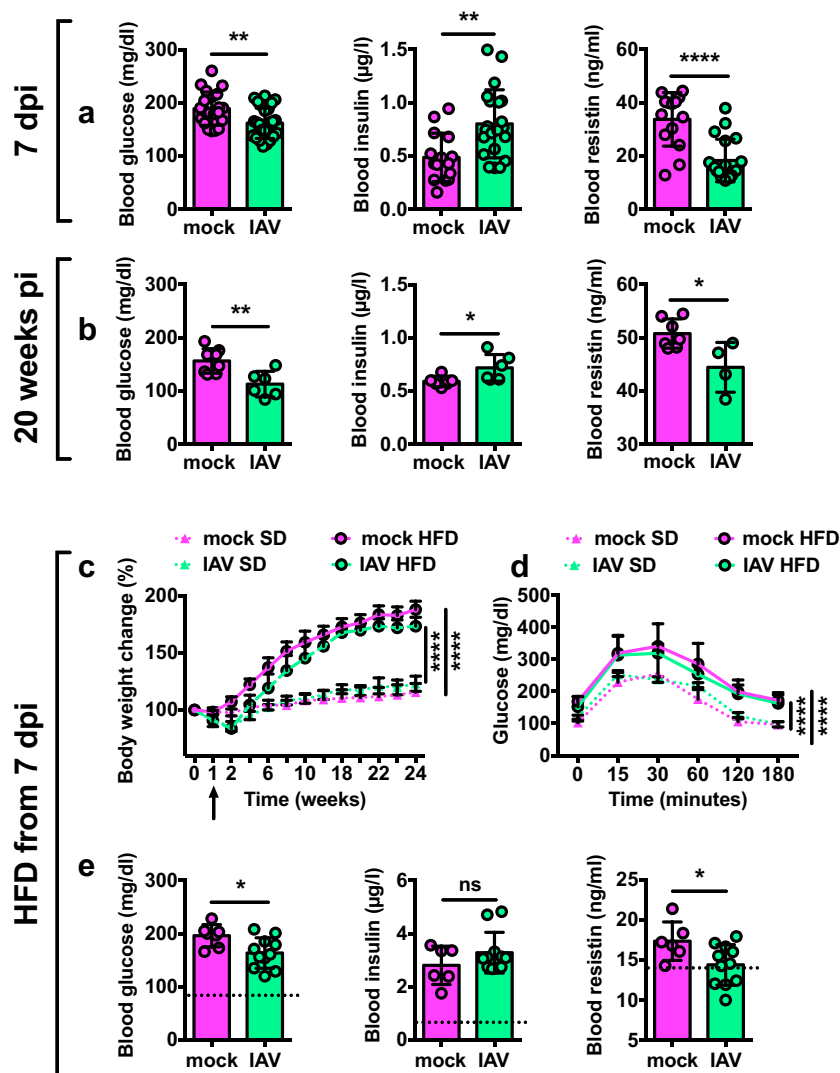 7 dpi
a
Blood glucose (mg/dl)
300
200
100
0
**
mock IAV
Blood insulin (µg/l)
1.5
1.0
0.5
0.0
**
mock IAV
Blood resistin (ng/ml)
60
40
20
0
****
mock IAV
20 weeks pi
b
Blood glucose (mg/dl)
300
200
100
0
**
mock IAV
Blood insulin (µg/l)
1.5
1.0
0.5
0.0
*
mock IAV
Blood resistin (ng/ml)
60
50
40
30
*
mock IAV
HFD from 7 dpi
c
mock SD mock HFD
IAV SD IAV HFD
Body weight change (%)
200
150
100
0 1 2 6 10 18 22 24
Time (weeks)
****
****
d
mock SD mock HFD
IAV SD IAV HFD
Glucose (mg/dl)
500
400
300
200
100
0
0 15 30 60 120 180
Time (minutes)
****
****
e
Blood glucose (mg/dl)
300
200
100
0
*
mock IAV
Blood insulin (µg/l)
6
4
2
0
ns
mock IAV
Blood resistin (ng/ml)
25
20
15
10
5
*
mock IAV